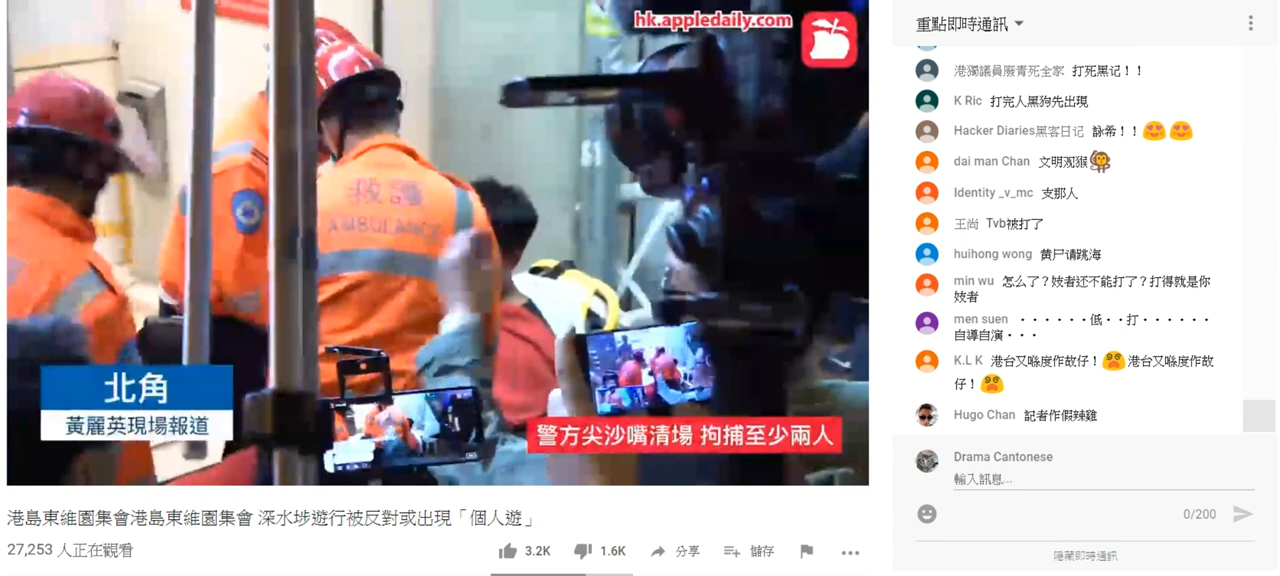 hk.appledaily.com
救護
AMBULANCE
北角
黃麗英現場報道
警方尖沙嘴清場 拘捕至少兩人
港島東維園集會港島東維園集會 深水埗遊行被反對或出現「個人遊」
27,253 人正在觀看
3.2K
1.6K
分享
儲存
重點即時通訊
港獨議員廢青死全家 打死黑记！！
K Ric 打完人黑狗先出現
Hacker Diaries黑客日记 詠希！！
dai man Chan 文明观猴
Identity _v_mc 支那人
王尚 Tvb被打了
huihong wong 黄尸请跳海
min wu 怎么了？妓者还不能打了？打得就是你
妓者
men suen ・・・・・・低・・打・・・・・・
自導自演・・・
K.L K 港台又喺度作故仔！港台又喺度作故
仔！
Hugo Chan 記者作假辣雞
Drama Cantonese
輸入訊息...
0/200
隱藏即時通訊